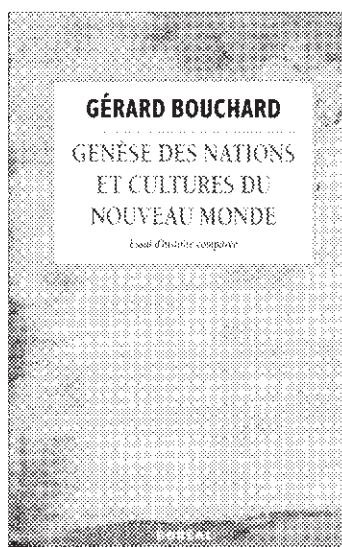 GÉRARD BOUCHARD
GENÈSE DES NATIONS
ET CULTURES DU
NOUVEAU MONDE
Essai d'histoire comparée
Boréal